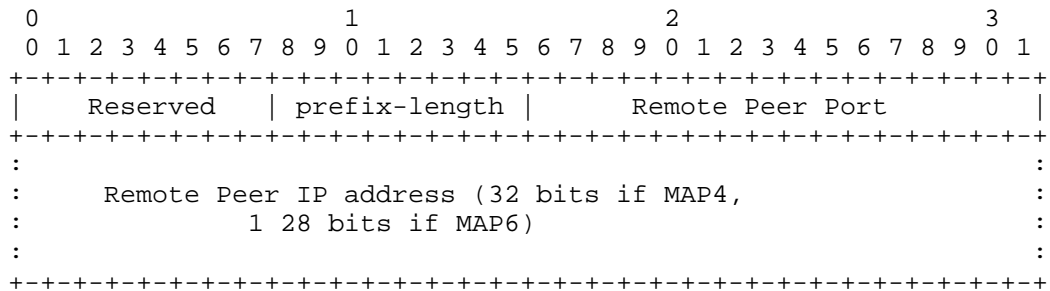 0                   1                   2                   3
 0 1 2 3 4 5 6 7 8 9 0 1 2 3 4 5 6 7 8 9 0 1 2 3 4 5 6 7 8 9 0 1
+-+-+-+-+-+-+-+-+-+-+-+-+-+-+-+-+-+-+-+-+-+-+-+-+-+-+-+-+-+-+-+-+
|    Reserved   | prefix-length |      Remote Peer Port         |
+-+-+-+-+-+-+-+-+-+-+-+-+-+-+-+-+-+-+-+-+-+-+-+-+-+-+-+-+-+-+-+-+
:                                                               :
:     Remote Peer IP address (32 bits if MAP4,                  :
:              1 28 bits if MAP6)                               :
:                                                               :
+-+-+-+-+-+-+-+-+-+-+-+-+-+-+-+-+-+-+-+-+-+-+-+-+-+-+-+-+-+-+-+-+